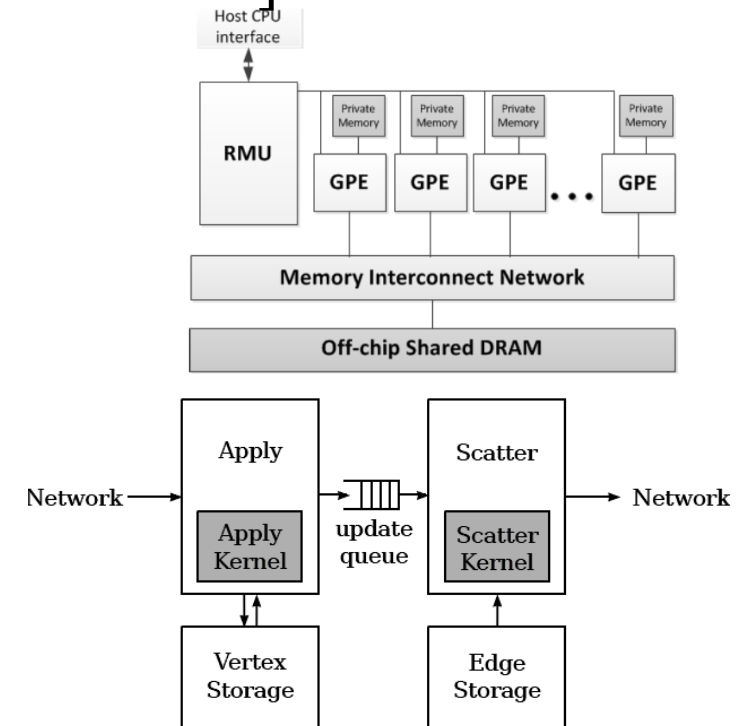 Host CPU
interface
RMU
Private
Memory
Private
Memory
Private
Memory
Private
Memory
GPE
GPE
GPE
GPE
Memory Interconnect Network
Off-chip Shared DRAM
Network
Apply
Apply
Kernel
update
queue
Scatter
Scatter
Kernel
Network
Vertex
Storage
Edge
Storage